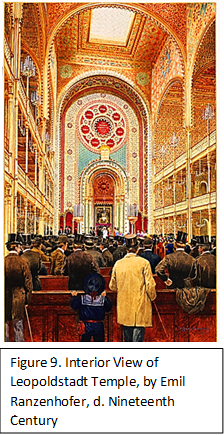 Figure 9. Interior View of
Leopoldstadt Temple, by Emil
Ranzenhofer, d. Nineteenth
Century